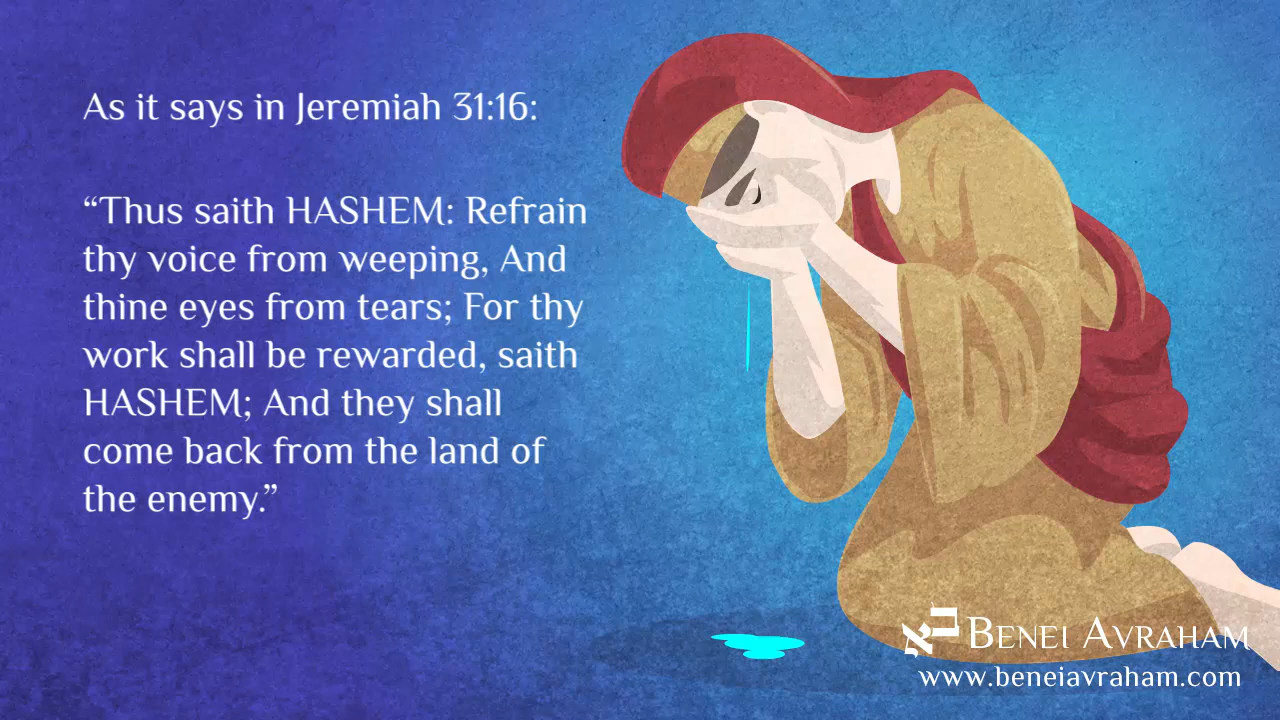 As it says in Jeremiah 31:16:
“Thus saith HASHEM: Refrain
thy voice from weeping, And
thine eyes from tears; For thy
work shall be rewarded, saith
HASHEM; And they shall
come back from the land of
the enemy.”
אב Benei Avraham
www.beneiavraham.com